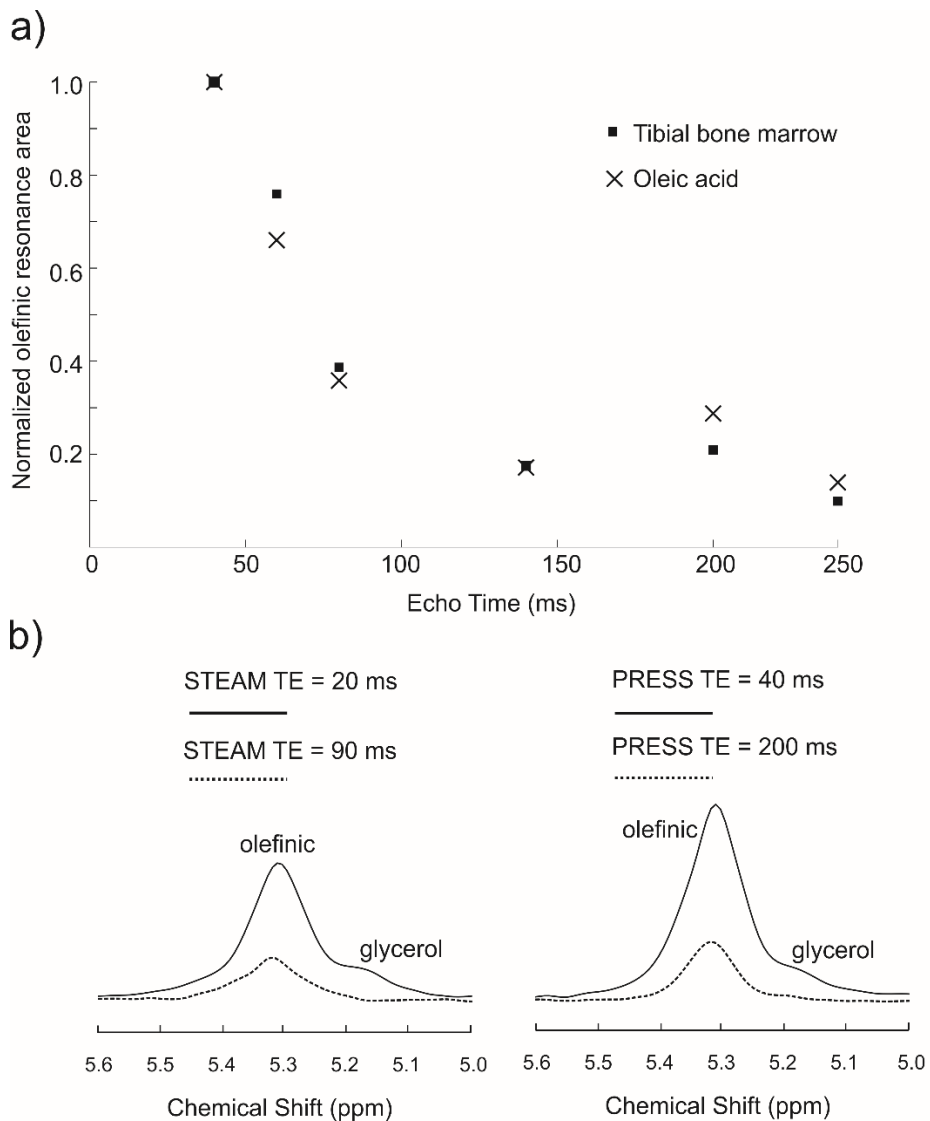 a)
Normalized olefinic resonance area
1.0
0.8
0.6
0.4
0.2
Tibial bone marrow
Oleic acid
0 50 100 150 200 250
Echo Time (ms)
b)
STEAM TE = 20 ms
STEAM TE = 90 ms
olefinic
glycerol
5.6 5.5 5.4 5.3 5.2 5.1 5.0
Chemical Shift (ppm)
PRESS TE = 40 ms
PRESS TE = 200 ms
olefinic
glycerol
5.6 5.5 5.4 5.3 5.2 5.1 5.0
Chemical Shift (ppm)